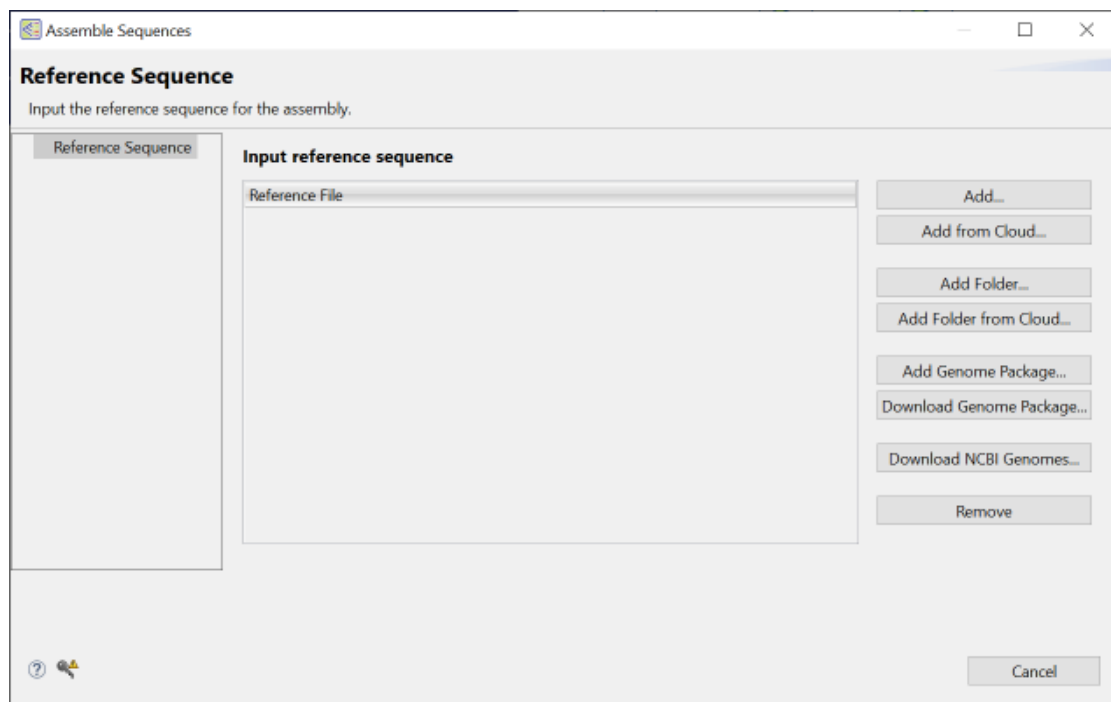 Assemble Sequences
Reference Sequence
Input the reference sequence for the assembly.
Reference Sequence
Input reference sequence
Reference File
Add...
Add from Cloud...
Add Folder...
Add Folder from Cloud...
Add Genome Package...
Download Genome Package...
Download NCBI Genomes...
Remove
Cancel